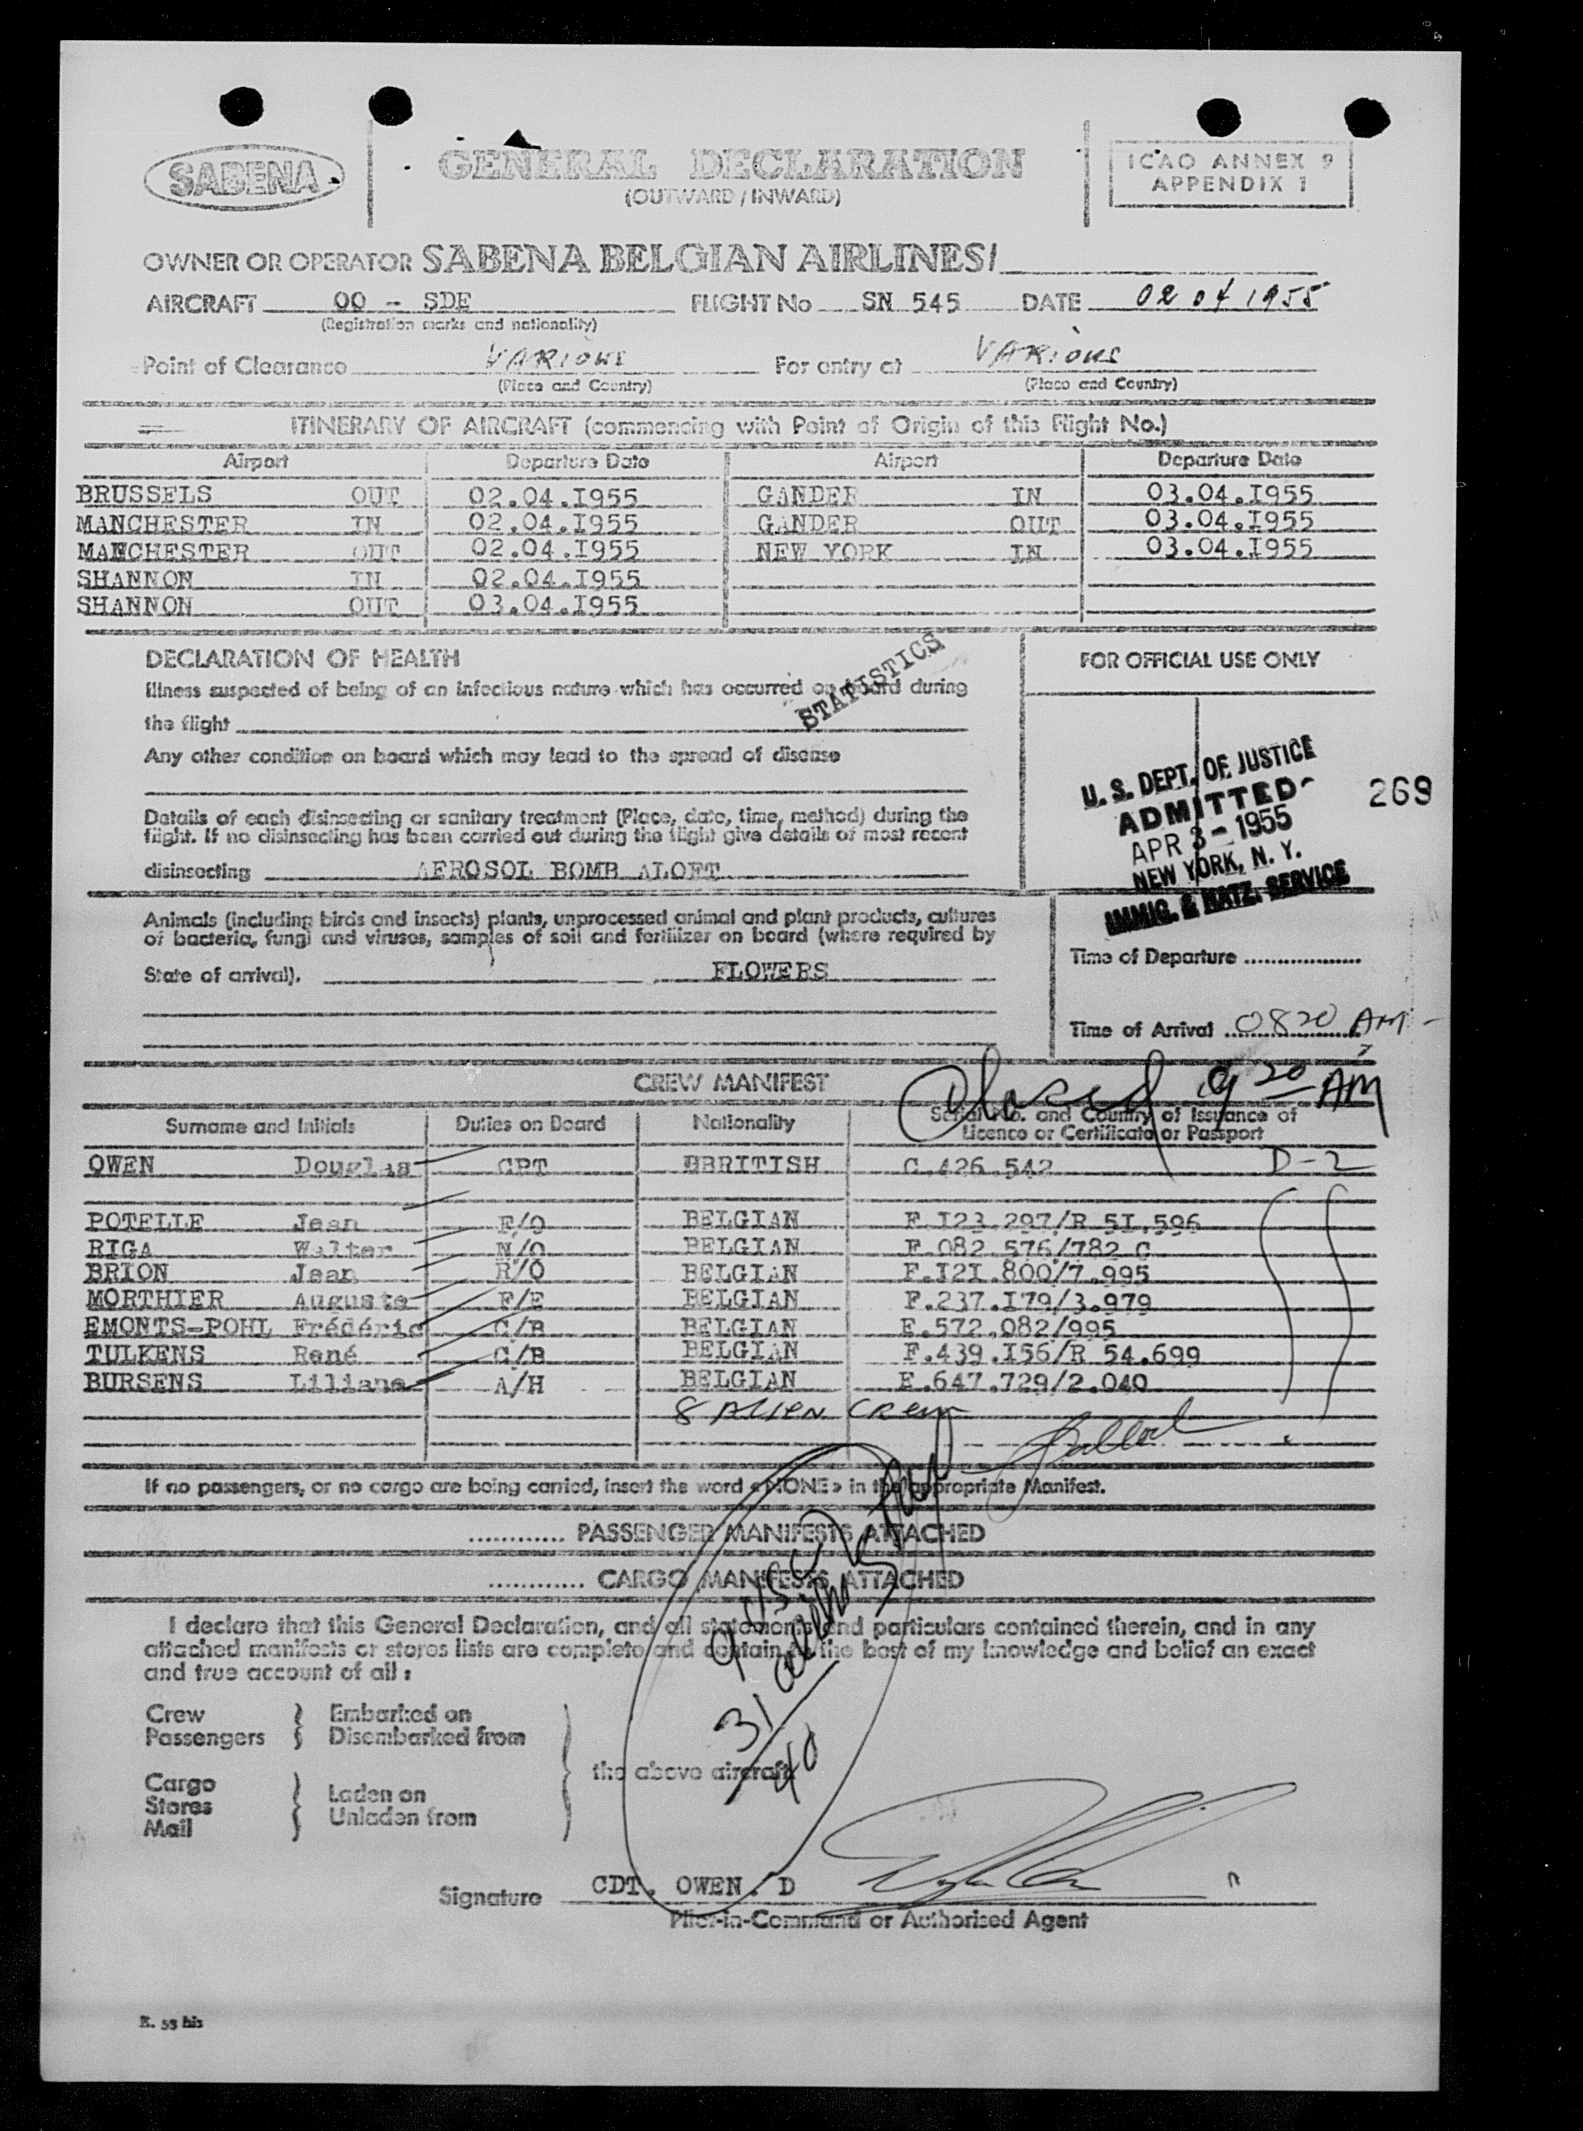 SABENA
GENERAL DECLARATION
(OUTWARD / INWARD)
ICAO ANNEX 9
APPENDIX 1
OWNER OR OPERATOR SABENA BELGIAN AIRLINES/
AIRCRAFT OO - SDE FLIGHT No SN 545 DATE 02 04 1955
(Registration marks and nationality)
Point of Clearance VARIOUS For entry at VARIOUS
(Place and Country) (Place and Country)
ITINERARY OF AIRCRAFT (commencing with Point of Origin of this Flight No.)
Airport Departure Date Airport Departure Date
BRUSSELS OUT 02.04.I955 GANDER IN 03.04.I955
MANCHESTER IN 02.04.I955 GANDER OUT 03.04.I955
MANCHESTER OUT 02.04.I955 NEW YORK IN 03.04.I955
SHANNON IN 02.04.I955
SHANNON OUT 03.04.I955
DECLARATION OF HEALTH
FOR OFFICIAL USE ONLY
Illness suspected of being of an infectious nature which has occurred on board during
the flight
STATISTICS
Any other condition on board which may lead to the spread of disease
Details of each disinsecting or sanitary treatment (Place, date, time, method) during the
flight. If no disinsecting has been carried out during the flight give details of most recent
disinsecting AEROSOL BOMB ALOFT
U. S. DEPT. OF JUSTICE
ADMITTED
APR 3 - 1955
NEW YORK, N. Y.
IMMIG. & NATZ. SERVICE
269
Animals (including birds and insects) plants, unprocessed animal and plant products, cultures
of bacteria, fungi and viruses, samples of soil and fertilizer on board (where required by
State of arrival). FLOWERS
Time of Departure
Time of Arrival 0820 AM
Closed 9 20 AM
CREW MANIFEST
Surname and Initials Duties on Board Nationality Serial No. and Country of Issuance of
Licence or Certificate or Passport
OWEN Douglas CPT BRITISH C.426.542 D-2
POTELLE Jean F/O BELGIAN F.I23.297/R 5I.596
RIGA Walter N/O BELGIAN F.082.576/782 C
BRION Jean R/O BELGIAN F.I2I.800/7.995
MORTHIER Auguste F/E BELGIAN F.237.I79/3.979
EMONTS-POHL Frédéric C/B BELGIAN E.572.082/995
TULKENS René C/B BELGIAN F.439.I56/R 54.699
BURSENS Liliane A/H BELGIAN E.647.729/2.040
8 ALIEN CREW
If no passengers, or no cargo are being carried, insert the word «NONE» in the appropriate Manifest.
............ PASSENGER MANIFESTS ATTACHED
............ CARGO MANIFESTS ATTACHED
9 USC
31
40
I declare that this General Declaration, and all statements and particulars contained therein, and in any
attached manifests or stores lists are complete and contain to the best of my knowledge and belief an exact
and true account of all :
Crew Embarked on
Passengers Disembarked from
the above aircraft.
Cargo
Stores
Mail
Laden on
Unladen from
Signature CDT. OWEN. D
Pilot-in-Command or Authorised Agent
R. 53 bis